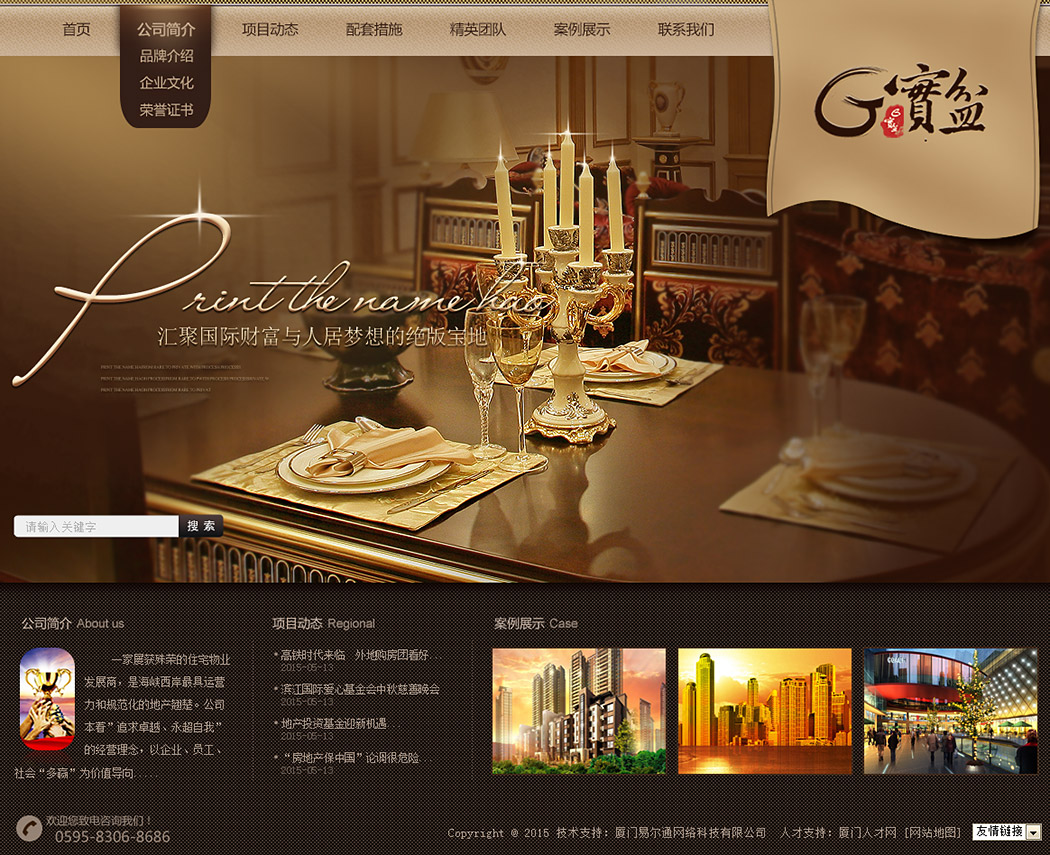 首页 公司简介 项目动态 配套措施 精英团队 案例展示 联系我们
品牌介绍
企业文化
荣誉证书
G 寶盆
Print the name hao
汇聚国际财富与人居梦想的绝版宝地
请输入关键字 搜 索
公司简介 About us
一家屡获殊荣的住宅物业
发展商，是海峡西岸最具运营
力和规范化的地产翘楚。公司
本着“追求卓越、永超自我”
的经营理念，以企业、员工、
社会“多赢”为价值导向.....
项目动态 Regional
* 高铁时代来临 外地购房团看好..
2015-05-13
* 滨江国际爱心基金会中秋慈善晚会
2015-05-13
* 地产投资基金迎新机遇...
2015-05-13
* “房地产保中国”论调很危险...
2015-05-13
案例展示 Case
欢迎您致电咨询我们！
0595-8306-8686
Copyright @ 2015 技术支持：厦门易尔通网络科技有限公司 人才支持：厦门人才网 [网站地图] 友情链接